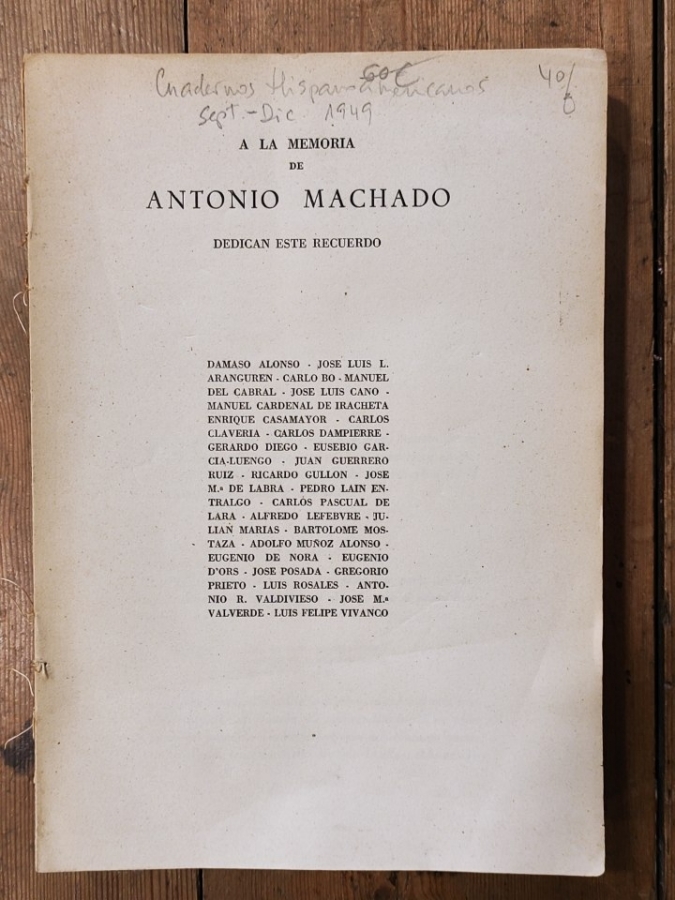 60€
Cuadernos Hispanoamericanos
Sept.-Dic 1949
A LA MEMORIA
DE
ANTONIO MACHADO
DEDICAN ESTE RECUERDO
DAMASO ALONSO - JOSE LUIS L.
ARANGUREN - CARLO BO - MANUEL
DEL CABRAL - JOSE LUIS CANO -
MANUEL CARDENAL DE IRACHETA
ENRIQUE CASAMAYOR - CARLOS
CLAVERIA - CARLOS DAMPIERRE -
GERARDO DIEGO - EUSEBIO GAR-
CIA-LUENGO - JUAN GUERRERO
RUIZ - RICARDO GULLON - JOSE
M.ª DE LABRA - PEDRO LAIN EN-
TRALGO - CARLOS PASCUAL DE
LARA - ALFREDO LEFEBVRE - JU-
LIAN MARIAS - BARTOLOME MOS-
TAZA - ADOLFO MUÑOZ ALONSO -
EUGENIO DE NORA - EUGENIO
D'ORS - JOSE POSADA - GREGORIO
PRIETO - LUIS ROSALES - ANTO-
NIO R. VALDIVIESO - JOSE M.ª
VALVERDE - LUIS FELIPE VIVANCO